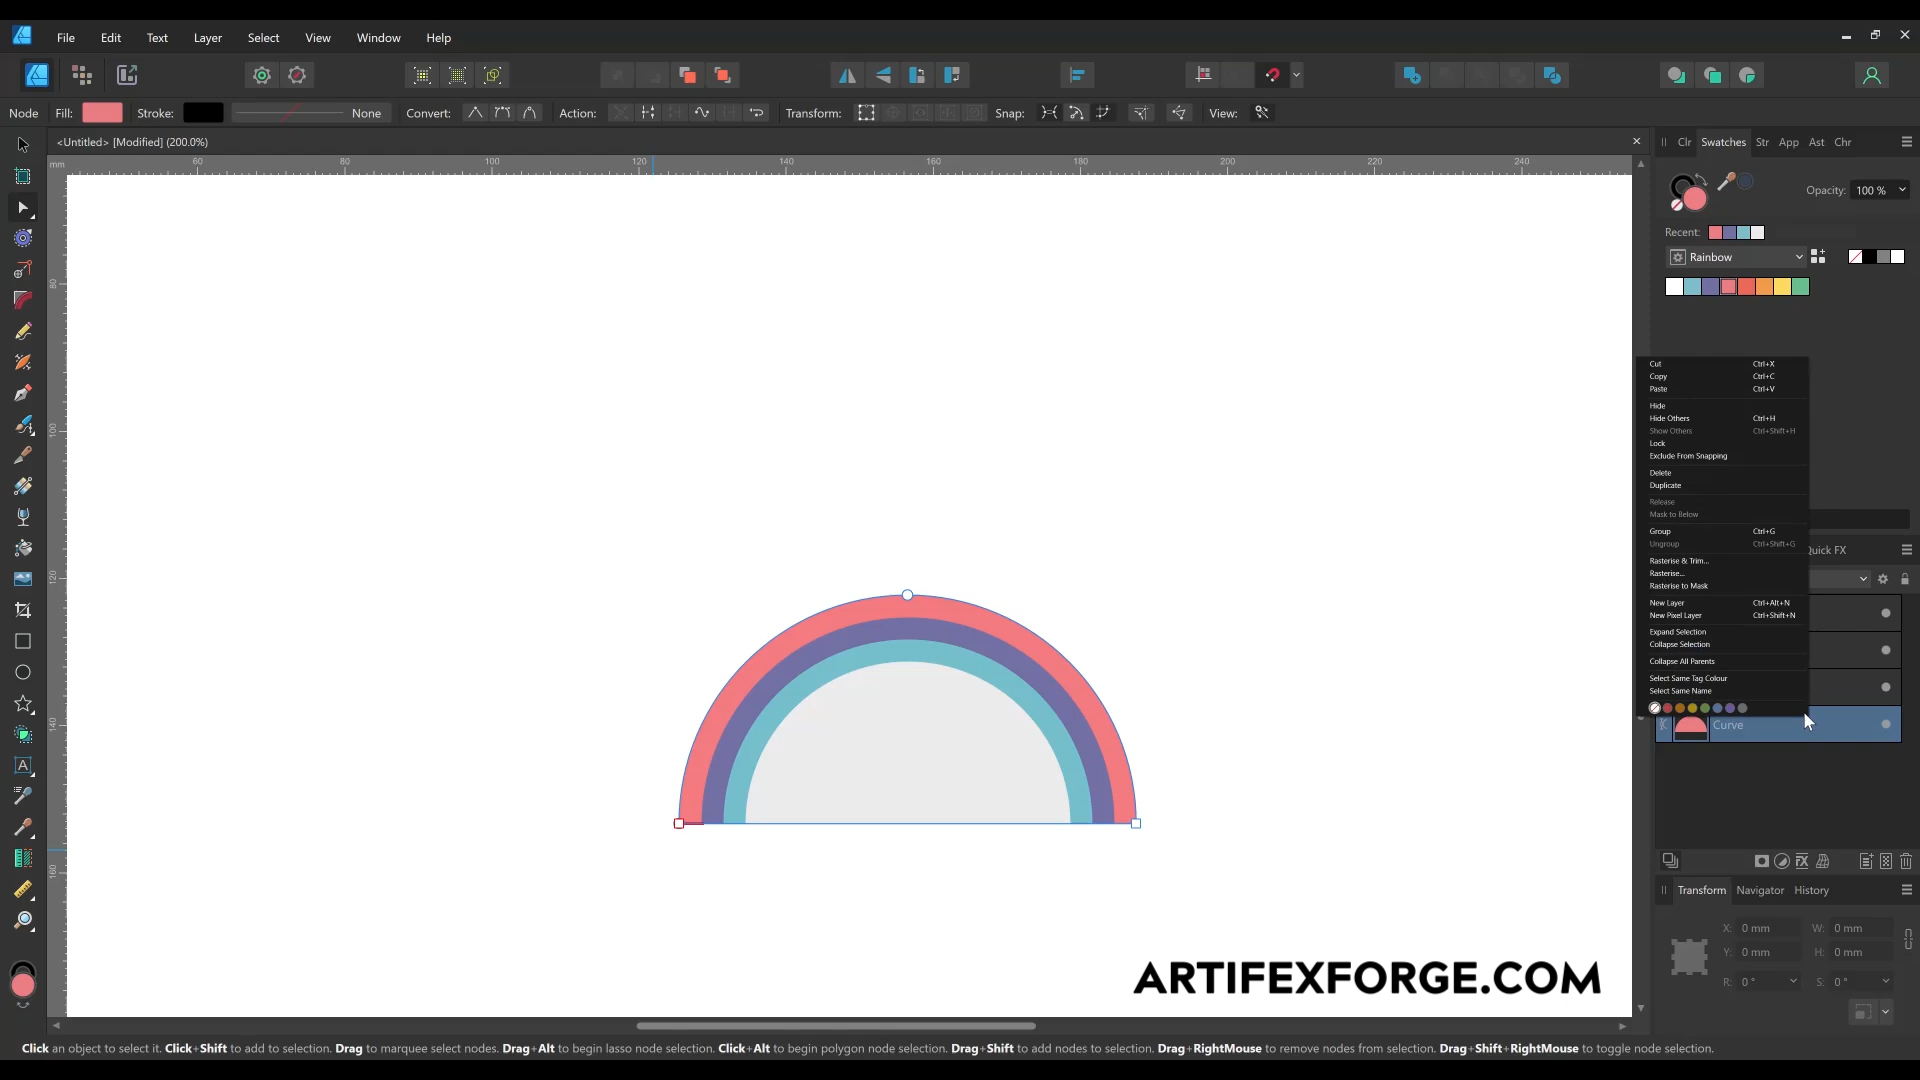 File Edit Text Layer Select View Window Help
Node Fill: Stroke: None Convert: Action: Transform: Snap: View:
<Untitled> [Modified] (200.0%)
Clr Swatches Str App Ast Chr
mm 60 80 100 120 140 160 180 200 220 240
80
100
120
140
160
Opacity: 100 %
Recent:
Rainbow
Cut Ctrl+X
Copy Ctrl+C
Paste Ctrl+V
Hide
Hide Others Ctrl+H
Show Others Ctrl+Shift+H
Lock
Exclude From Snapping
Delete
Duplicate
Release
Mask to Below
Group Ctrl+G
Ungroup Ctrl+Shift+G
Quick FX
Rasterise & Trim...
Rasterise...
Rasterise to Mask
New Layer Ctrl+Alt+N
New Pixel Layer Ctrl+Shift+N
Expand Selection
Collapse Selection
Collapse All Parents
Select Same Tag Colour
Select Same Name
Curve
Transform Navigator History
X: 0 mm W: 0 mm
Y: 0 mm H: 0 mm
R: 0 ° S: 0 °
ARTIFEXFORGE.COM
Click an object to select it. Click+Shift to add to selection. Drag to marquee select nodes. Drag+Alt to begin lasso node selection. Click+Alt to begin polygon node selection. Drag+Shift to add nodes to selection. Drag+RightMouse to remove nodes from selection. Drag+Shift+RightMouse to toggle node selection.